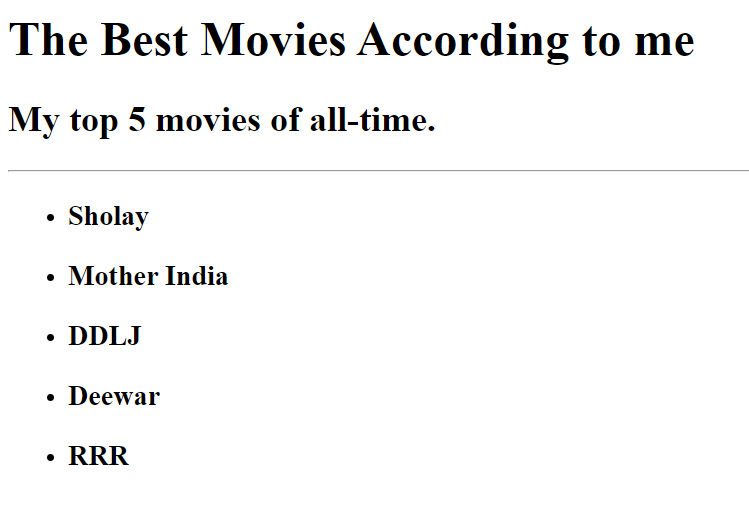 The Best Movies According to me
My top 5 movies of all-time.
Sholay
Mother India
DDLJ
Deewar
RRR